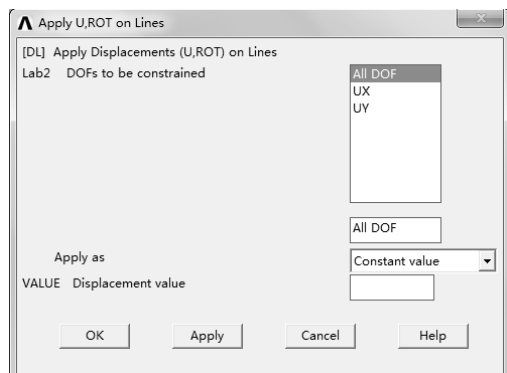 Apply U,ROT on Lines
[DL] Apply Displacements (U,ROT) on Lines
Lab2 DOFs to be constrained
All DOF
UX
UY
All DOF
Apply as
Constant value
VALUE Displacement value
OK
Apply
Cancel
Help